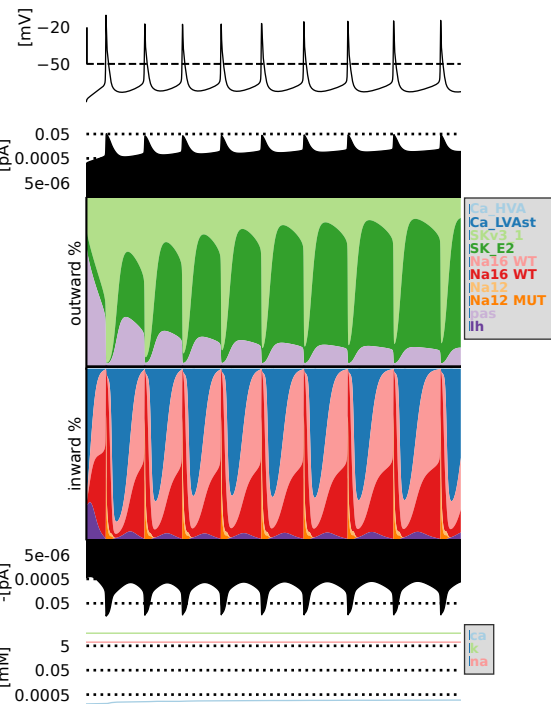 [mV]
−20
−50
[pA]
0.05
0.0005
5e-06
outward %
Ca_HVA
Ca_LVAst
SKv3_1
SK_E2
Na16 WT
Na16 WT
Na12
Na12 MUT
pas
Ih
inward %
-[pA]
5e-06
0.0005
0.05
[mM]
5
0.05
0.0005
ca
k
na